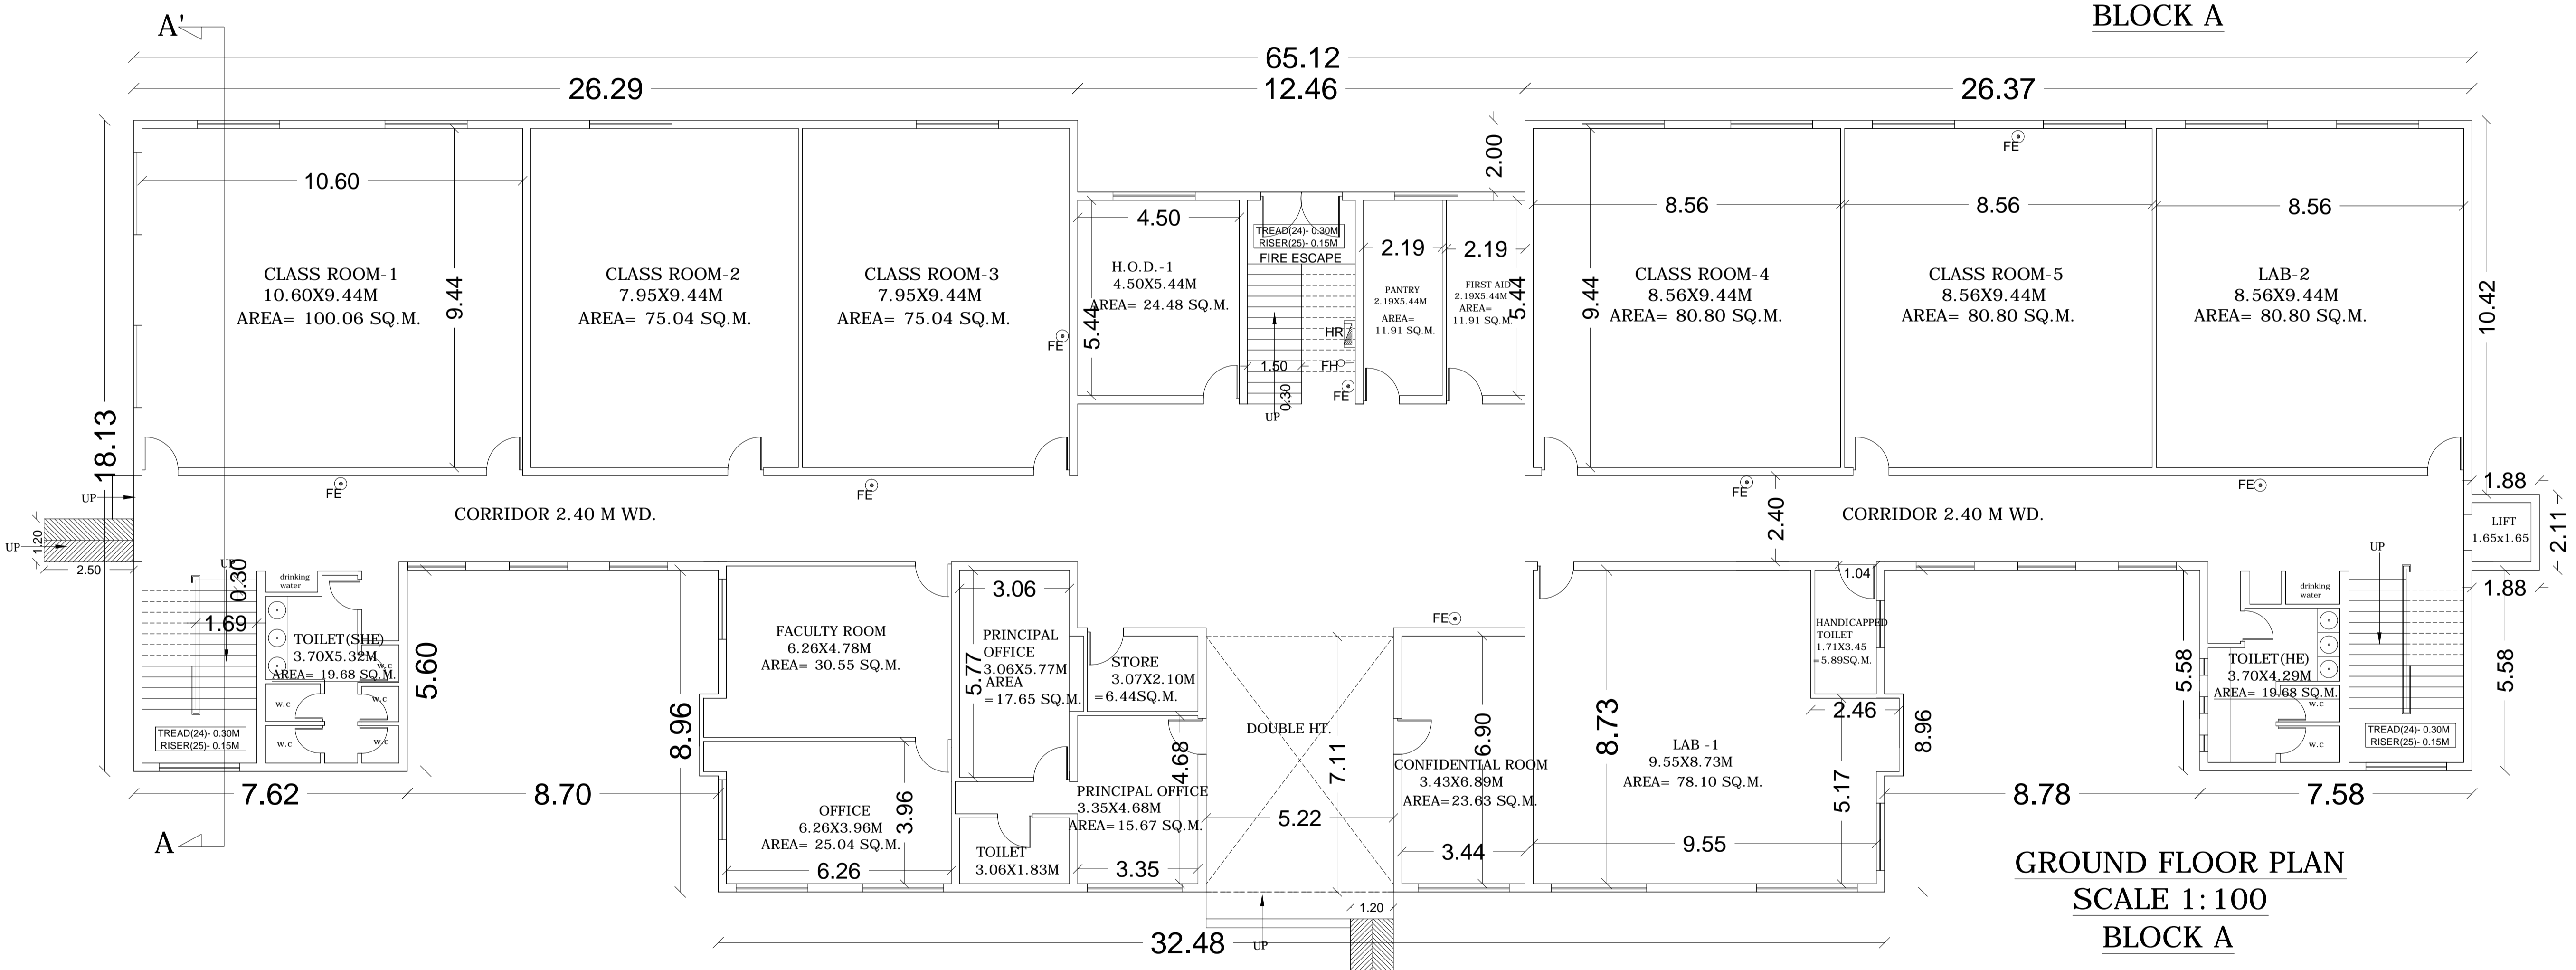 A'
BLOCK A
65.12
26.29
12.46
26.37
2.00
FE
10.60
4.50
8.56
8.56
8.56
TREAD(24)- 0.30M
RISER(25)- 0.15M
FIRE ESCAPE
2.19
2.19
CLASS ROOM-1
10.60X9.44M
AREA= 100.06 SQ.M.
9.44
CLASS ROOM-2
7.95X9.44M
AREA= 75.04 SQ.M.
CLASS ROOM-3
7.95X9.44M
AREA= 75.04 SQ.M.
H.O.D.-1
4.50X5.44M
AREA= 24.48 SQ.M.
5.44
PANTRY
2.19X5.44M
AREA=
11.91 SQ.M.
FIRST AID
2.19X5.44M
AREA=
11.91 SQ.M.
5.44
9.44
CLASS ROOM-4
8.56X9.44M
AREA= 80.80 SQ.M.
CLASS ROOM-5
8.56X9.44M
AREA= 80.80 SQ.M.
LAB-2
8.56X9.44M
AREA= 80.80 SQ.M.
10.42
FE
HR
1.50
FH
FE
0.30
UP
18.13
UP
FE
FE
FE
FE
1.88
CORRIDOR 2.40 M WD.
2.40
CORRIDOR 2.40 M WD.
LIFT
1.65x1.65
2.11
1.20
UP
2.50
UP
0.30
1.69
drinking
water
TOILET(SHE)
3.70X5.32M
AREA= 19.68 SQ.M.
w.c
w.c
w.c
w.c
w.c
TREAD(24)- 0.30M
RISER(25)- 0.15M
5.60
8.96
FACULTY ROOM
6.26X4.78M
AREA= 30.55 SQ.M.
3.06
PRINCIPAL
OFFICE
3.06X5.77M
AREA
=17.65 SQ.M.
5.77
STORE
3.07X2.10M
=6.44SQ.M.
DOUBLE HT.
7.11
5.22
FE
CONFIDENTIAL ROOM
3.43X6.89M
AREA=23.63 SQ.M.
6.90
3.44
8.73
LAB -1
9.55X8.73M
AREA= 78.10 SQ.M.
1.04
HANDICAPPED
TOILET
1.71X3.45
=5.89SQ.M.
2.46
5.17
8.96
9.55
5.58
TOILET(HE)
3.70X4.29M
AREA= 19.68 SQ.M.
drinking
water
w.c
w.c
UP
TREAD(24)- 0.30M
RISER(25)- 0.15M
1.88
5.58
7.62
8.70
OFFICE
6.26X3.96M
AREA= 25.04 SQ.M.
3.96
6.26
TOILET
3.06X1.83M
PRINCIPAL OFFICE
3.35X4.68M
AREA=15.67 SQ.M.
4.68
3.35
8.78
7.58
A
1.20
UP
32.48
GROUND FLOOR PLAN
SCALE 1:100
BLOCK A